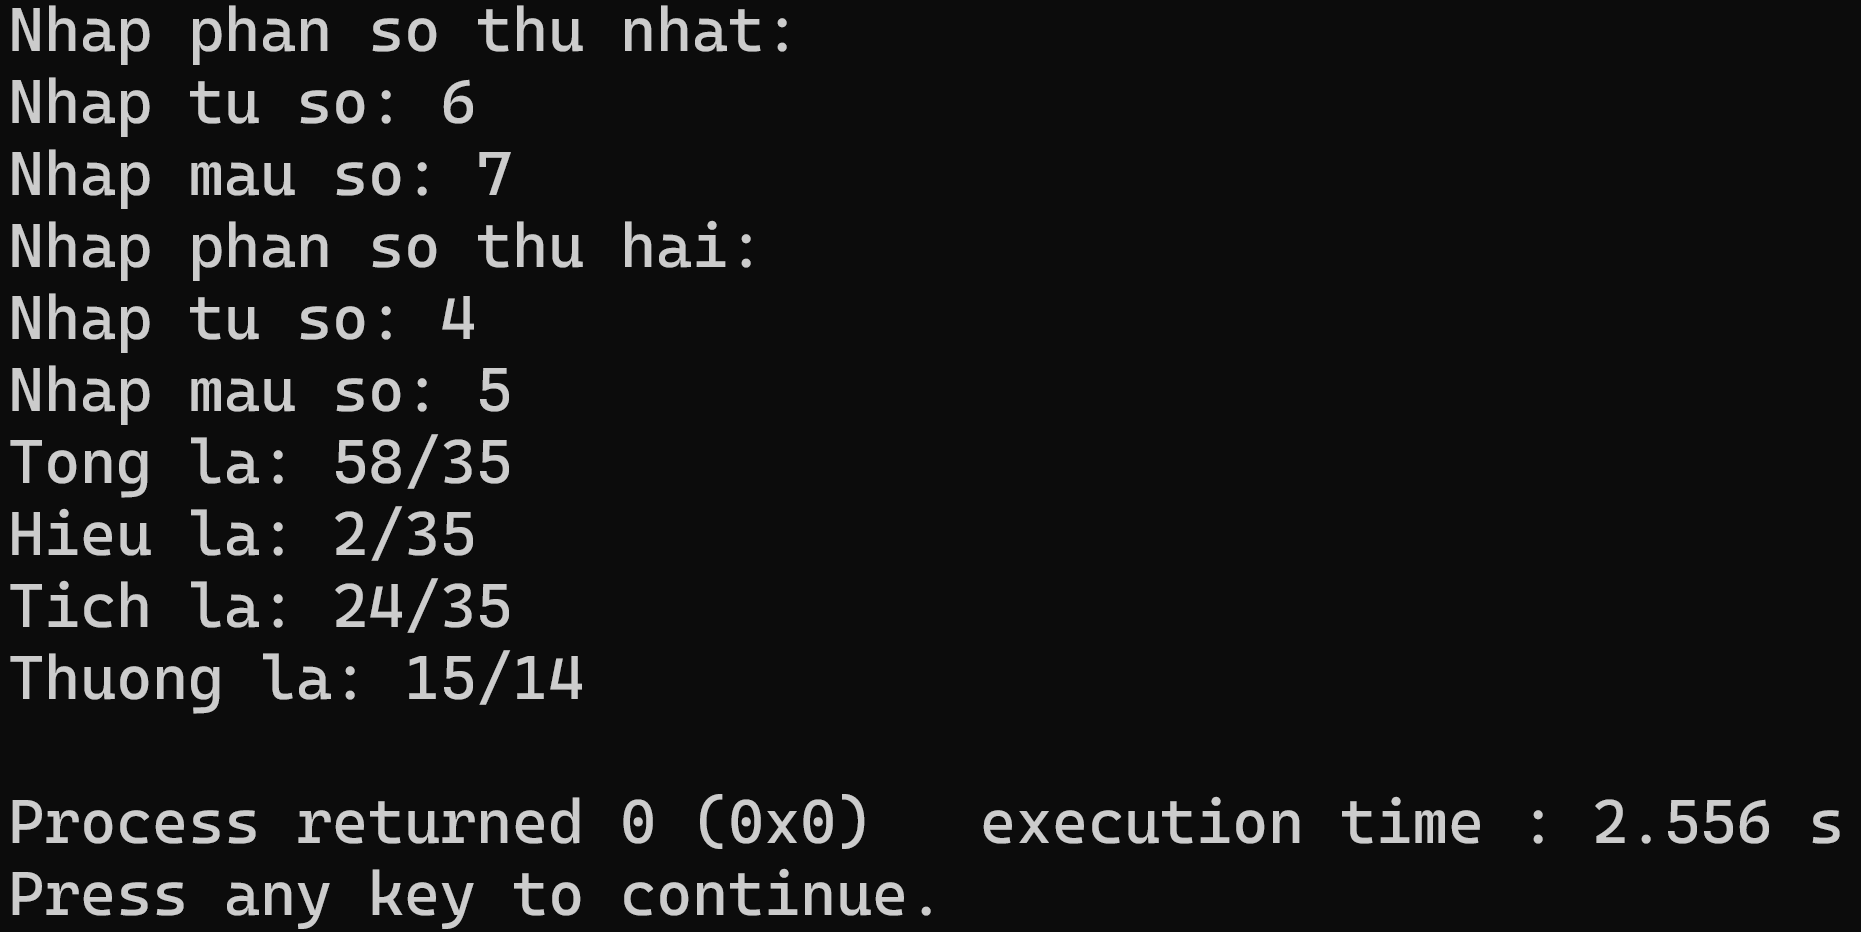 Nhap phan so thu nhat:
Nhap tu so: 6
Nhap mau so: 7
Nhap phan so thu hai:
Nhap tu so: 4
Nhap mau so: 5
Tong la: 58/35
Hieu la: 2/35
Tich la: 24/35
Thuong la: 15/14

Process returned 0 (0x0)   execution time : 2.556 s
Press any key to continue.